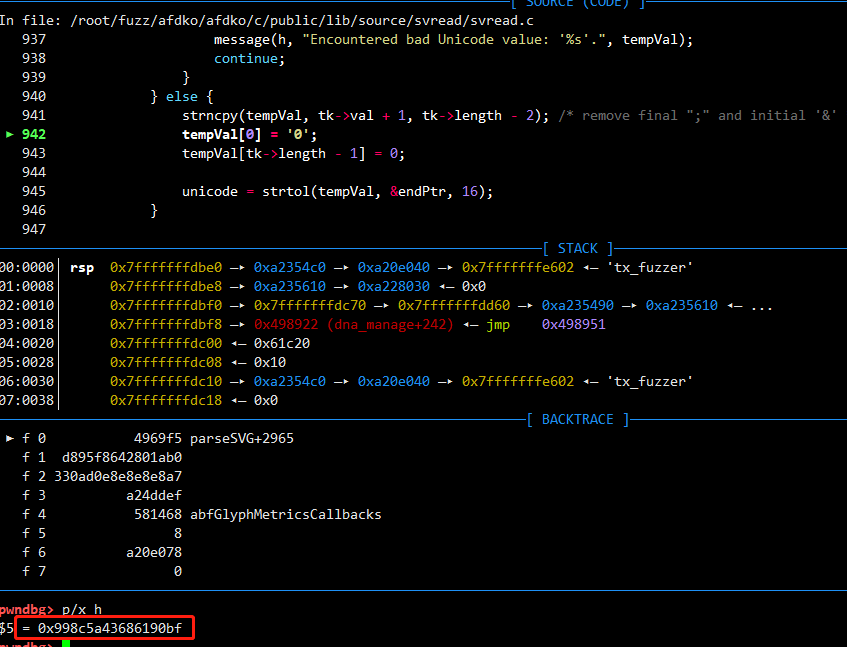 [ SOURCE (CODE) ]
In file: /root/fuzz/afdko/afdko/c/public/lib/source/svread/svread.c
937 message(h, "Encountered bad Unicode value: '%s'.", tempVal);
938 continue;
939 }
940 } else {
941 strncpy(tempVal, tk->val + 1, tk->length - 2); /* remove final ";" and initial '&'
► 942 tempVal[0] = '0';
943 tempVal[tk->length - 1] = 0;
944
945 unicode = strtol(tempVal, &endPtr, 16);
946 }
947
[ STACK ]
00:0000│ rsp 0x7fffffffdbe0 —▸ 0xa2354c0 —▸ 0xa20e040 —▸ 0x7fffffffe602 ◂— 'tx_fuzzer'
01:0008│ 0x7fffffffdbe8 —▸ 0xa235610 —▸ 0xa228030 ◂— 0x0
02:0010│ 0x7fffffffdbf0 —▸ 0x7fffffffdc70 —▸ 0x7fffffffdd60 —▸ 0xa235490 —▸ 0xa235610 ◂— ...
03:0018│ 0x7fffffffdbf8 —▸ 0x498922 (dna_manage+242) ◂— jmp 0x498951
04:0020│ 0x7fffffffdc00 ◂— 0x61c20
05:0028│ 0x7fffffffdc08 ◂— 0x10
06:0030│ 0x7fffffffdc10 —▸ 0xa2354c0 —▸ 0xa20e040 —▸ 0x7fffffffe602 ◂— 'tx_fuzzer'
07:0038│ 0x7fffffffdc18 ◂— 0x0
[ BACKTRACE ]
► f 0 4969f5 parseSVG+2965
f 1 d895f8642801ab0
f 2 330ad0e8e8e8e8a7
f 3 a24ddef
f 4 581468 abfGlyphMetricsCallbacks
f 5 8
f 6 a20e078
f 7 0
pwndbg> p/x h
$5 = 0x998c5a43686190bf
pwndbg>